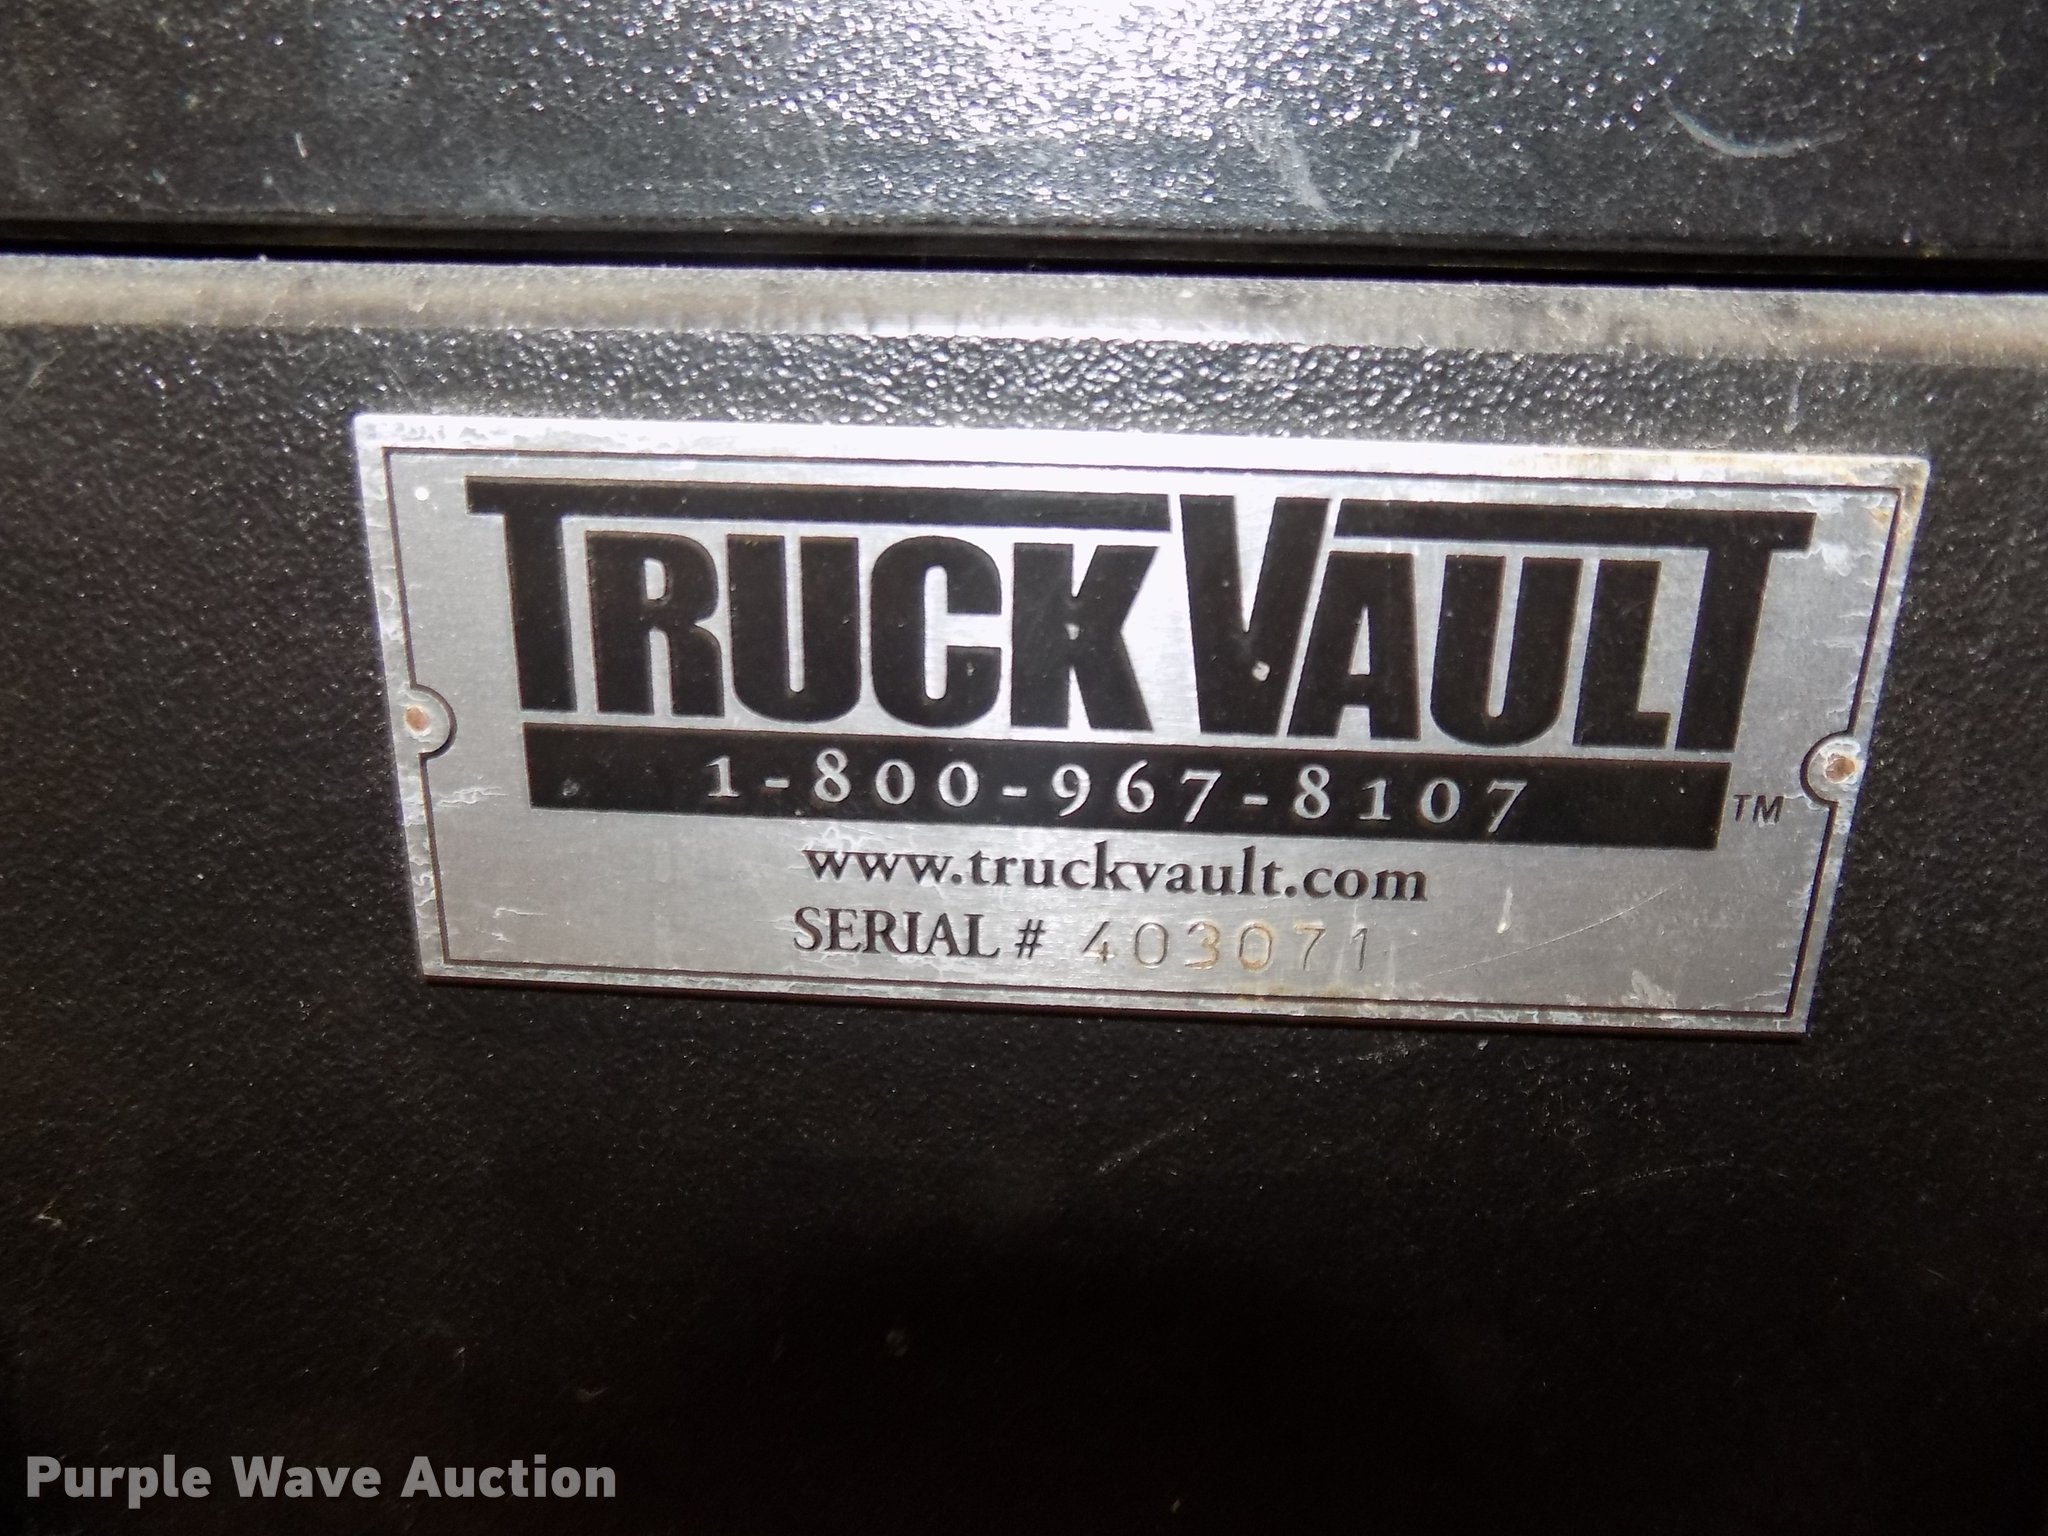 TRUCKVAULT
1-800-967-8107 TM
www.truckvault.com
SERIAL # 403071
Purple Wave Auction